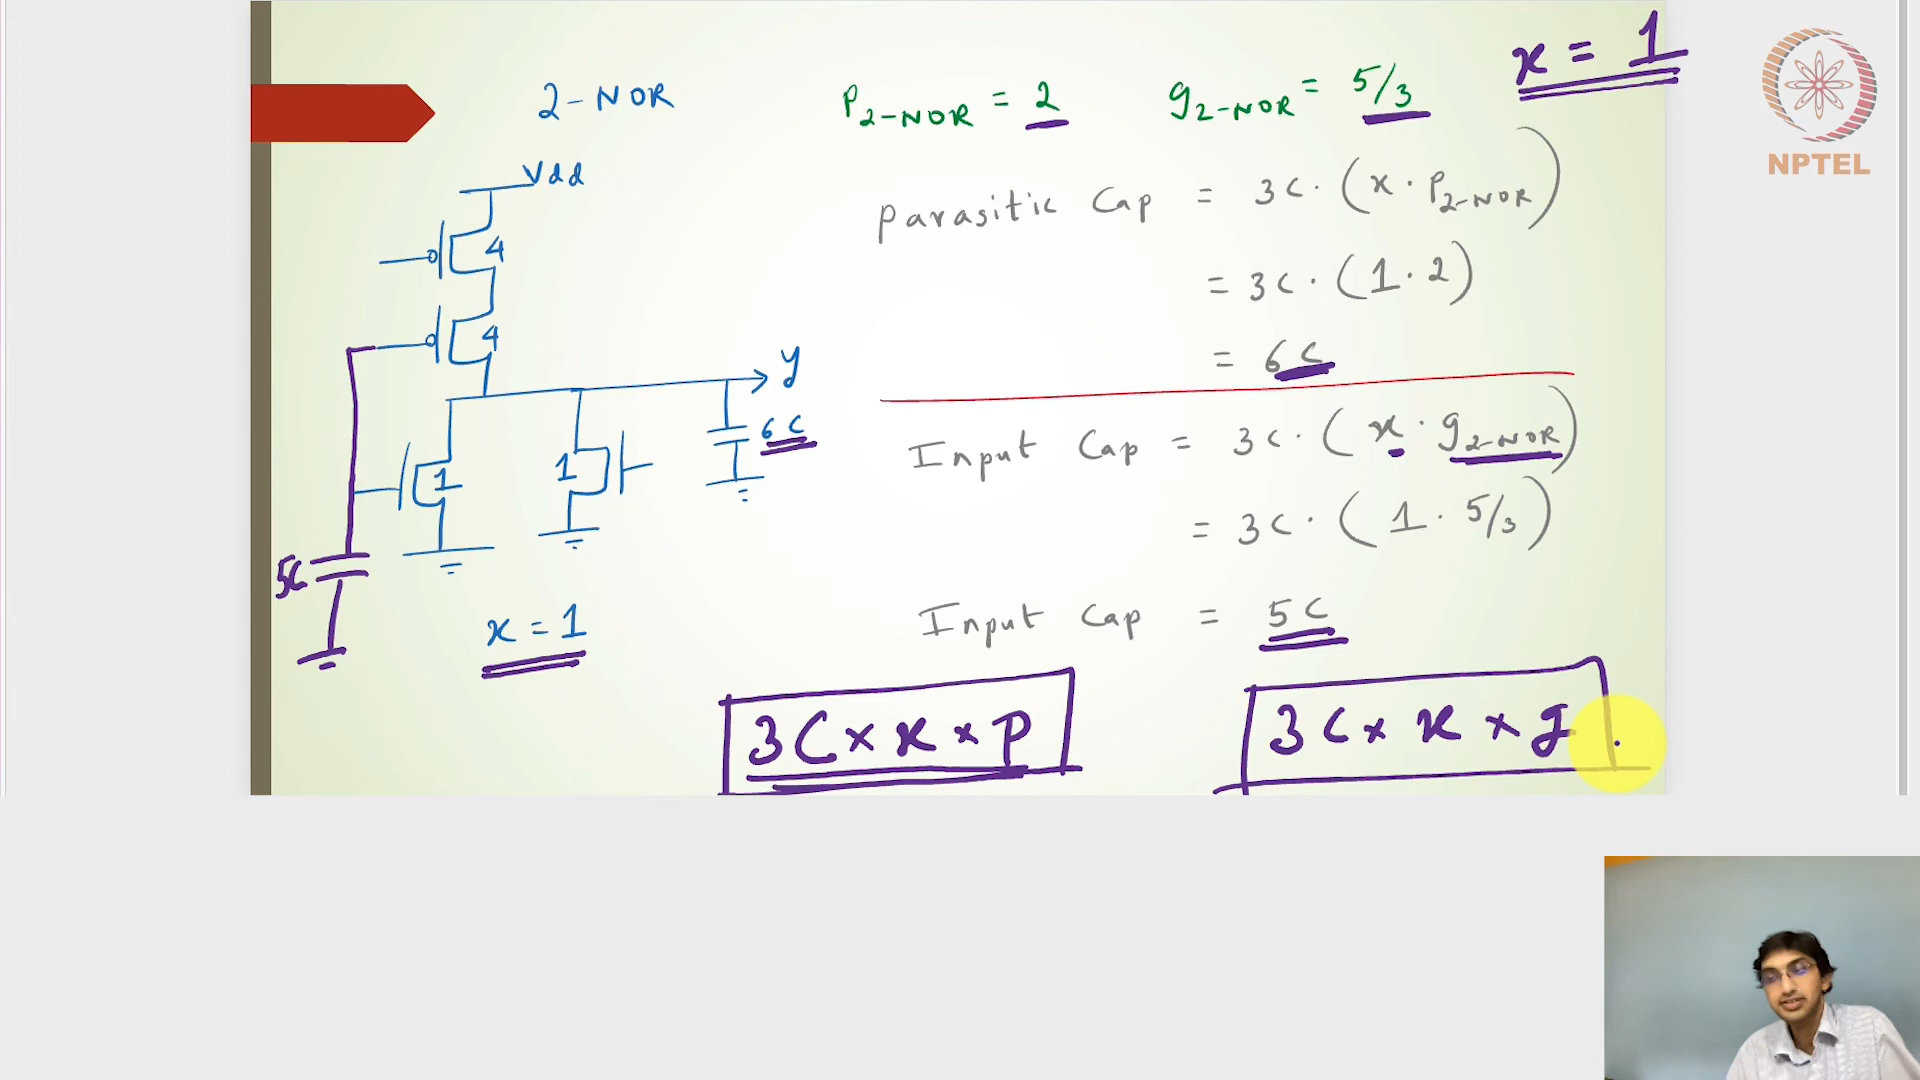 x = 1
2-NOR P2-NOR = 2 g2-NOR = 5/3
NPTEL
Vdd
Parasitic Cap = 3C · (x · P2-NOR)
4
= 3C · (1 · 2)
4
= 6C
y
6C
Input Cap = 3C · (x · g2-NOR)
1 1
= 3C · (1 · 5/3)
5C
x = 1
Input Cap = 5C
3C × x × p
3C × x × g